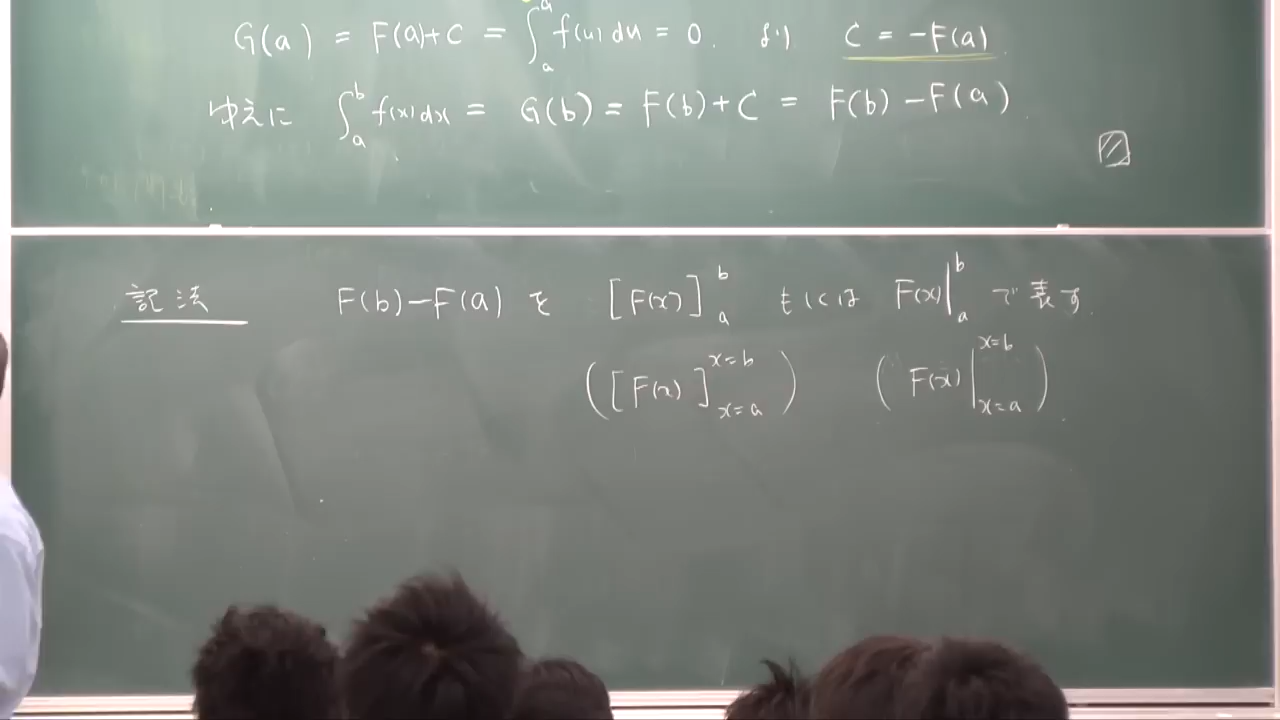 G(a) = F(a)+C = ∫_a^a f(u)du = 0. より C = -F(a)
ゆえに ∫_a^b f(x)dx = G(b) = F(b)+C = F(b)-F(a).
記法 F(b)-F(a) を [F(x)]_a^b もしくは F(x)|_a^b で表す.
([F(x)]_{x=a}^{x=b}) (F(x)|_{x=a}^{x=b}).